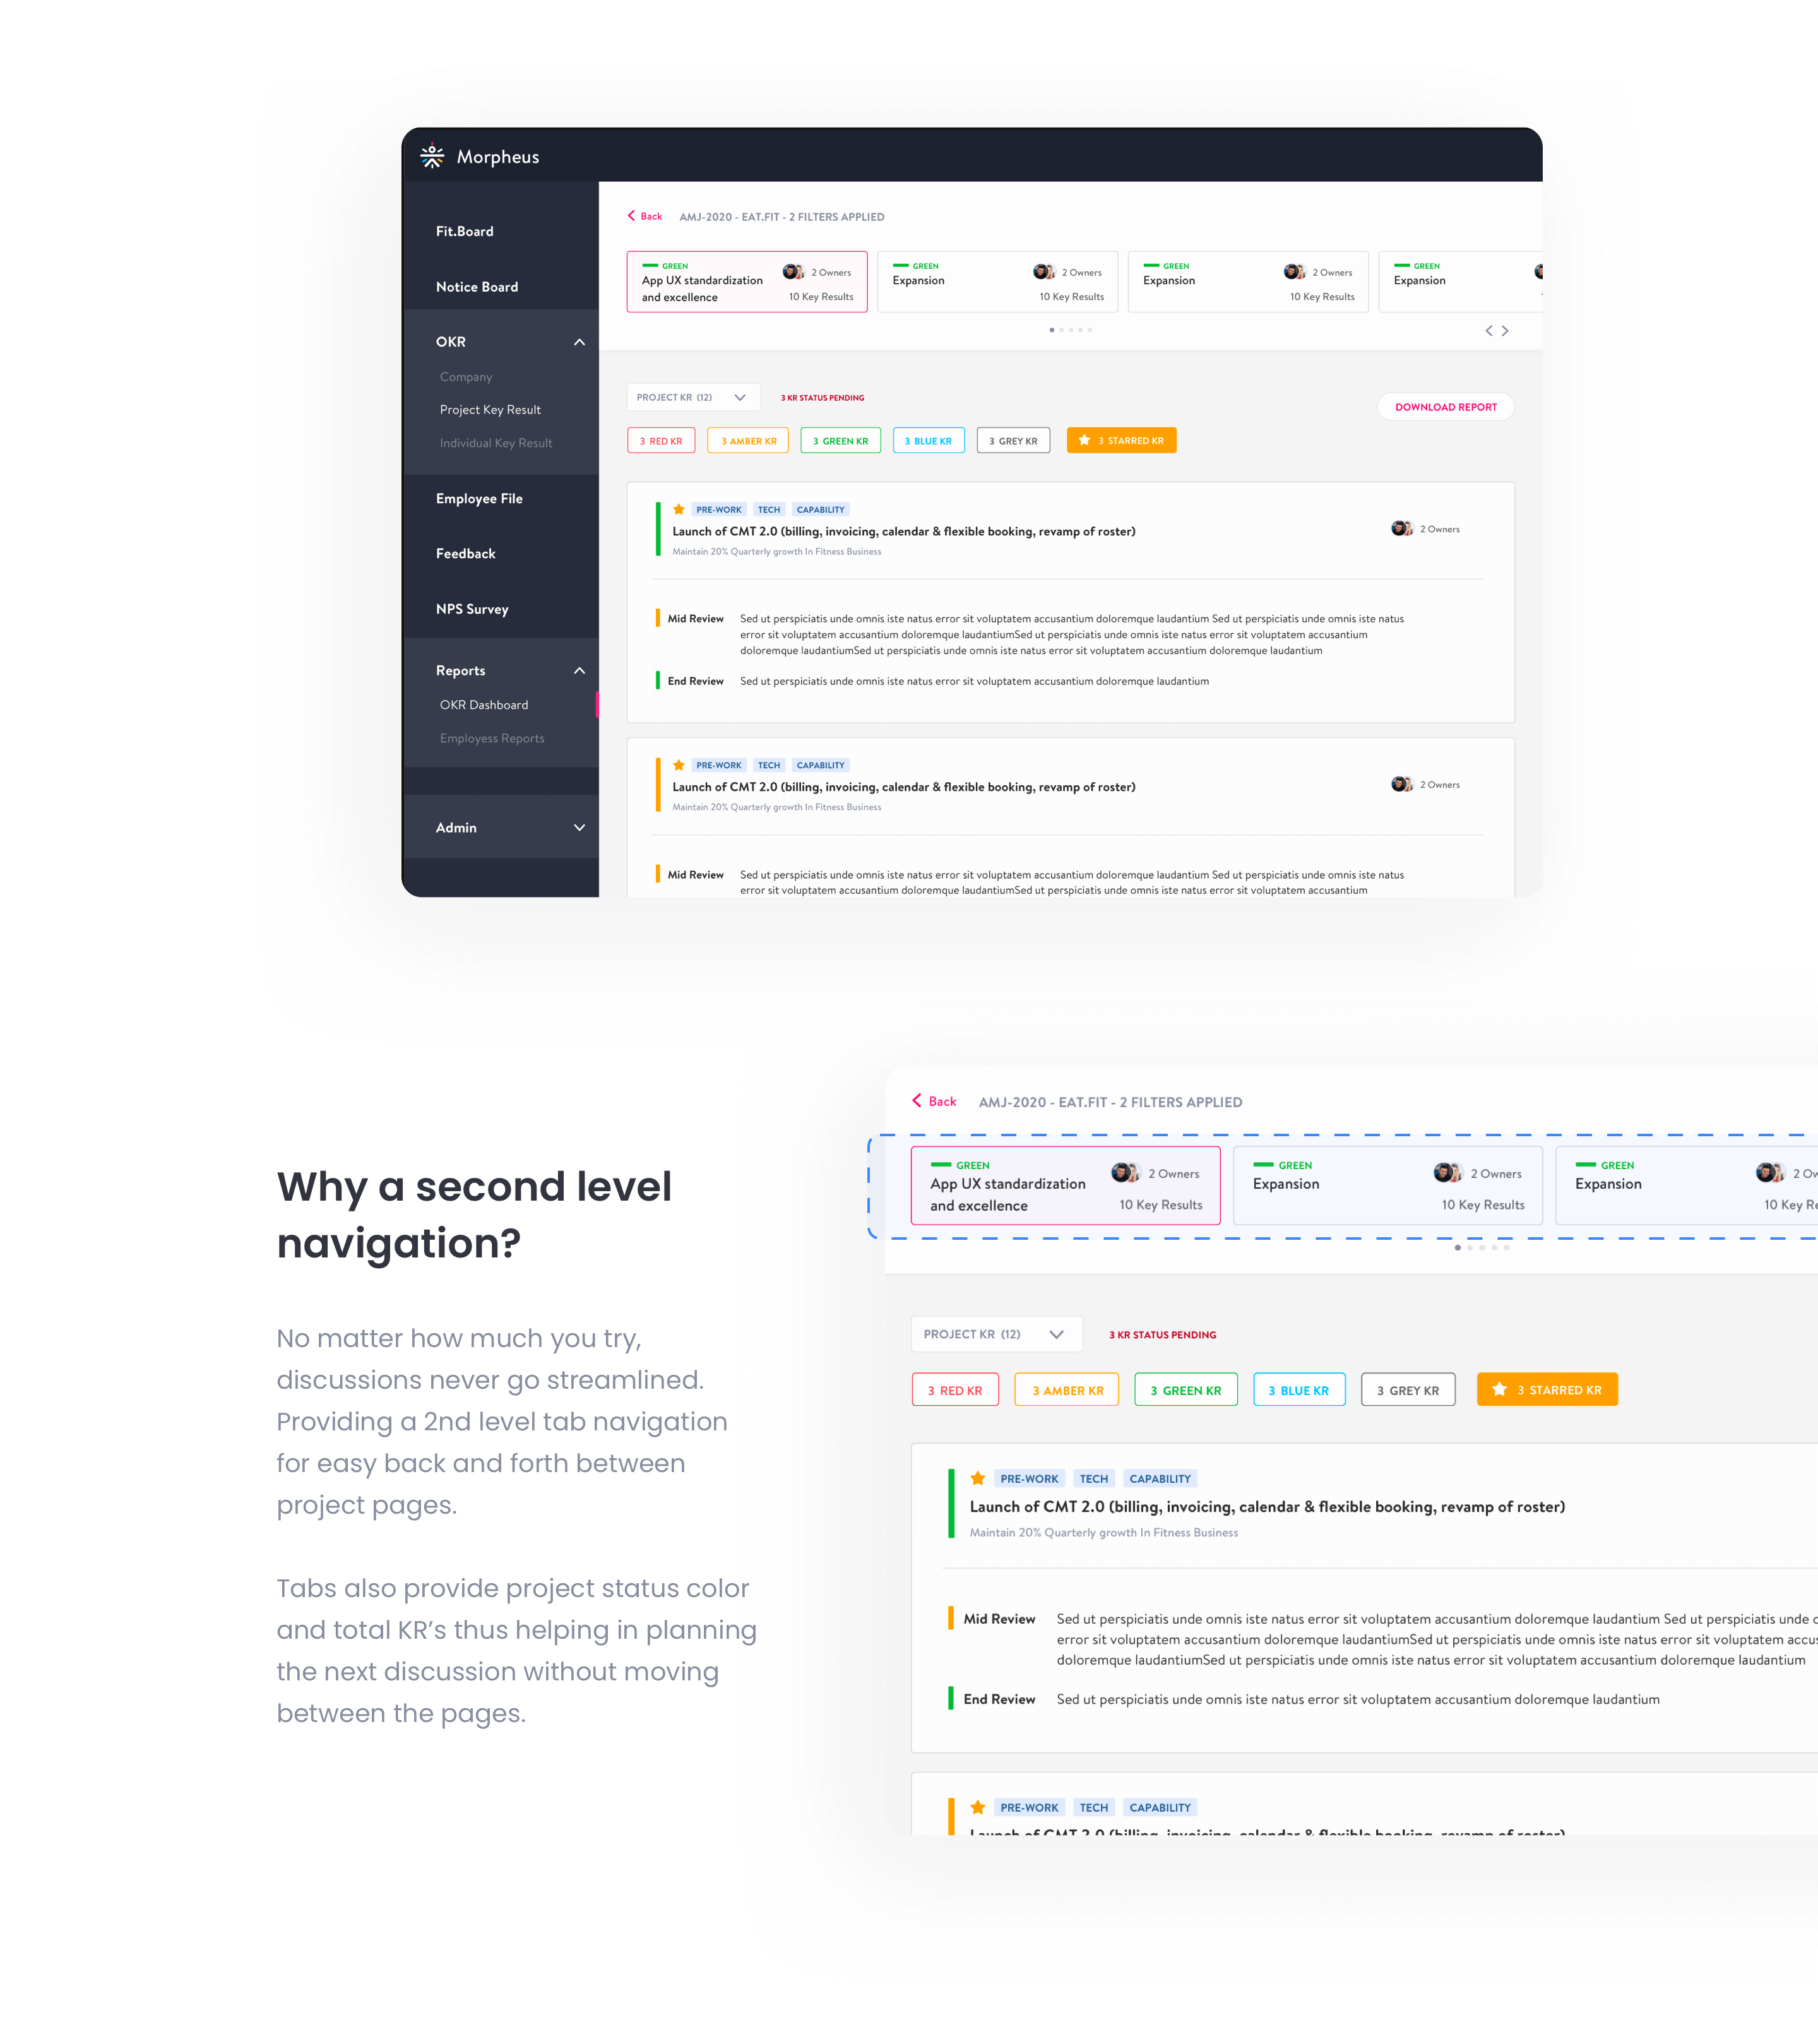 Morpheus
Fit.Board
Notice Board
OKR
Company
Project Key Result
Individual Key Result
Employee File
Feedback
NPS Survey
Reports
OKR Dashboard
Employess Reports
Admin
Back AMJ-2020 - EAT.FIT - 2 FILTERS APPLIED
GREEN
App UX standardization
and excellence
2 Owners
10 Key Results
GREEN
Expansion
2 Owners
10 Key Results
GREEN
Expansion
2 Owners
10 Key Results
GREEN
Expansion
PROJECT KR (12)
3 KR STATUS PENDING
DOWNLOAD REPORT
3 RED KR 3 AMBER KR 3 GREEN KR 3 BLUE KR 3 GREY KR 3 STARRED KR
PRE-WORK TECH CAPABILITY
Launch of CMT 2.0 (billing, invoicing, calendar & flexible booking, revamp of roster)
Maintain 20% Quarterly growth In Fitness Business
2 Owners
Mid Review Sed ut perspiciatis unde omnis iste natus error sit voluptatem accusantium doloremque laudantium Sed ut perspiciatis unde omnis iste natus
error sit voluptatem accusantium doloremque laudantiumSed ut perspiciatis unde omnis iste natus error sit voluptatem accusantium
doloremque laudantiumSed ut perspiciatis unde omnis iste natus error sit voluptatem accusantium doloremque laudantium
End Review Sed ut perspiciatis unde omnis iste natus error sit voluptatem accusantium doloremque laudantium
PRE-WORK TECH CAPABILITY
Launch of CMT 2.0 (billing, invoicing, calendar & flexible booking, revamp of roster)
Maintain 20% Quarterly growth In Fitness Business
2 Owners
Mid Review Sed ut perspiciatis unde omnis iste natus error sit voluptatem accusantium doloremque laudantium Sed ut perspiciatis unde omnis iste natus
error sit voluptatem accusantium doloremque laudantiumSed ut perspiciatis unde omnis iste natus error sit voluptatem accusantium
Why a second level
navigation?
No matter how much you try,
discussions never go streamlined.
Providing a 2nd level tab navigation
for easy back and forth between
project pages.
Tabs also provide project status color
and total KR’s thus helping in planning
the next discussion without moving
between the pages.
Back AMJ-2020 - EAT.FIT - 2 FILTERS APPLIED
GREEN
App UX standardization
and excellence
2 Owners
10 Key Results
GREEN
Expansion
2 Owners
10 Key Results
GREEN
Expansion
2
10 Key
PROJECT KR (12)
3 KR STATUS PENDING
3 RED KR 3 AMBER KR 3 GREEN KR 3 BLUE KR 3 GREY KR 3 STARRED KR
PRE-WORK TECH CAPABILITY
Launch of CMT 2.0 (billing, invoicing, calendar & flexible booking, revamp of roster)
Maintain 20% Quarterly growth In Fitness Business
Mid Review Sed ut perspiciatis unde omnis iste natus error sit voluptatem accusantium doloremque laudantium Sed ut perspiciatis unde
error sit voluptatem accusantium doloremque laudantiumSed ut perspiciatis unde omnis iste natus error sit voluptatem
doloremque laudantiumSed ut perspiciatis unde omnis iste natus error sit voluptatem accusantium doloremque laudantium
End Review Sed ut perspiciatis unde omnis iste natus error sit voluptatem accusantium doloremque laudantium
PRE-WORK TECH CAPABILITY
Launch of CMT 2.0 (billing, invoicing, calendar & flexible booking, revamp of roster)